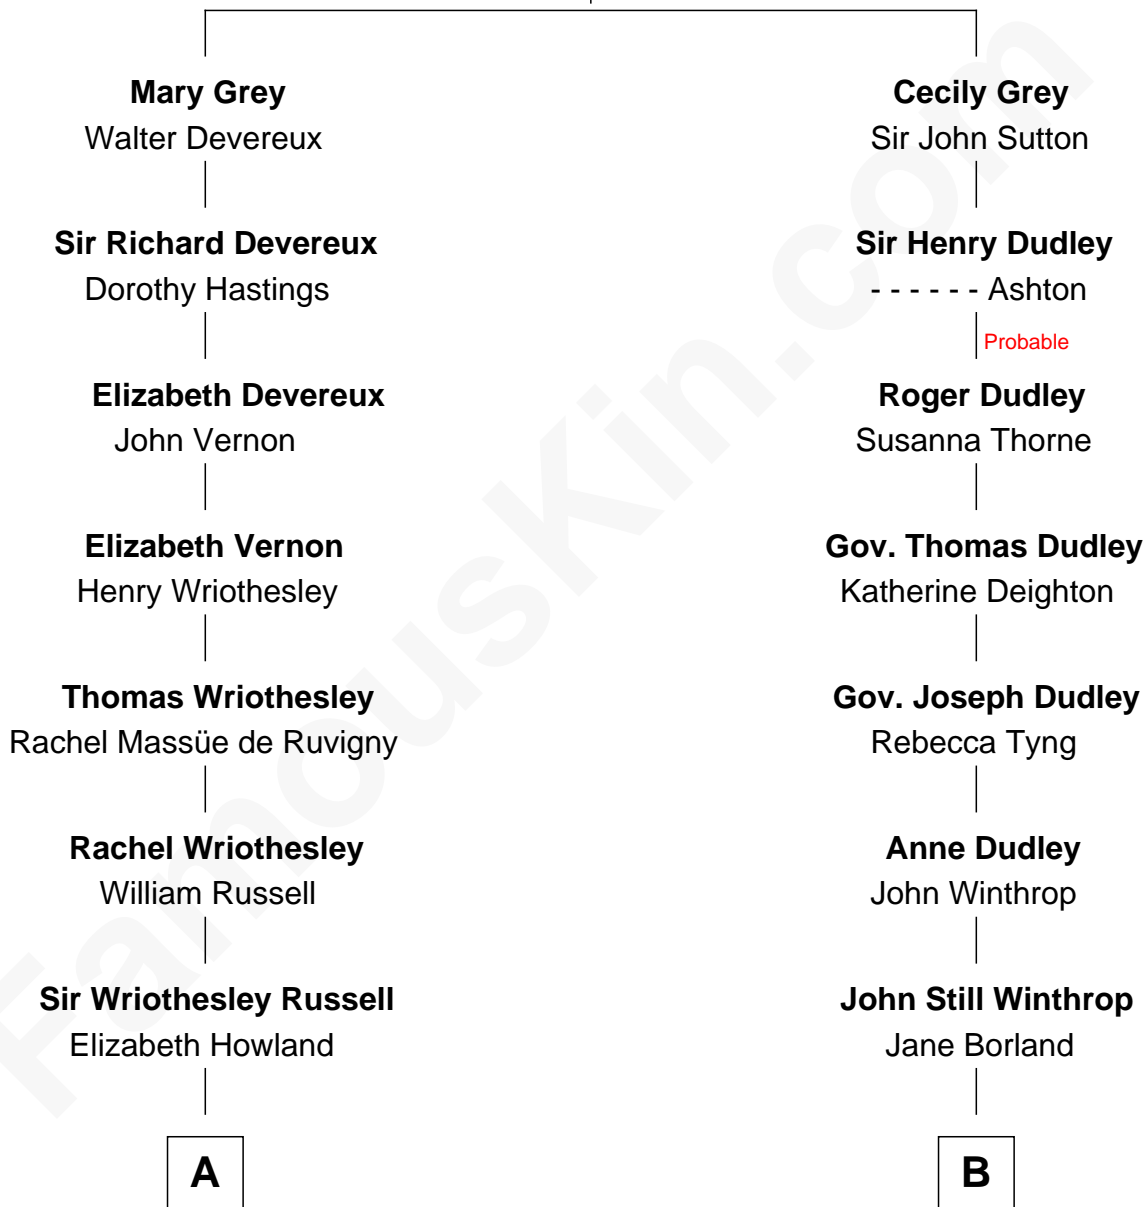 Mary Grey
Walter Devereux
Sir Richard Devereux
Dorothy Hastings
Elizabeth Devereux
John Vernon
Elizabeth Vernon
Henry Wriothesley
Thomas Wriothesley
Rachel Massüe de Ruvigny
Rachel Wriothesley
William Russell
Sir Wriothesley Russell
Elizabeth Howland
A
Cecily Grey
Sir John Sutton
Sir Henry Dudley
- - - - - - Ashton
Probable
Roger Dudley
Susanna Thorne
Gov. Thomas Dudley
Katherine Deighton
Gov. Joseph Dudley
Rebecca Tyng
Anne Dudley
John Winthrop
John Still Winthrop
Jane Borland
B
FamousKin.com